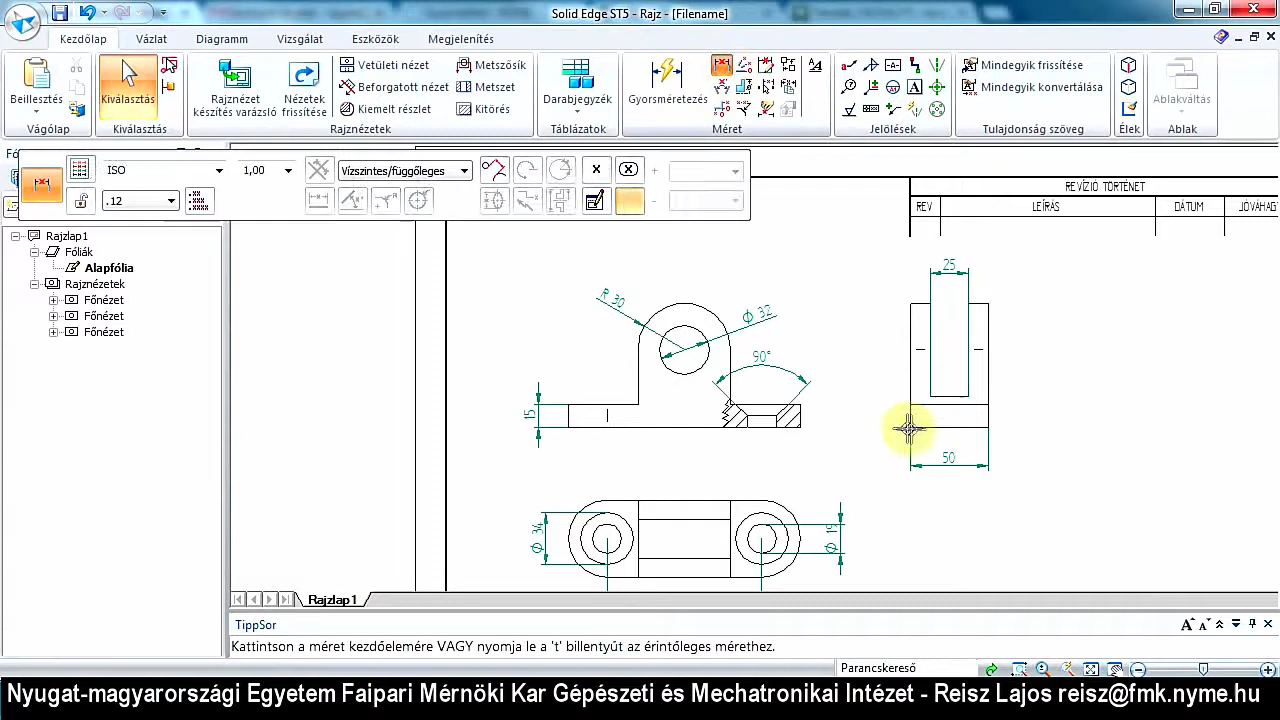 Solid Edge ST5 - Rajz - [Filename]
Kezdőlap Vázlat Diagramm Vizsgálat Eszközök Megjelenítés
Beillesztés
Vágólap
Kiválasztás
Kiválasztás
Rajznézet
készítés varázsló
Nézetek
frissítése
Vetületi nézet
Beforgatott nézet
Kiemelt részlet
Metszősík
Metszet
Kitörés
Rajznézetek
Darabjegyzék
Táblázatok
Gyorsméretezés
Méret
Jelölések
Mindegyik frissítése
Mindegyik konvertálása
Tulajdonság szöveg
Élek
Ablakváltás
Ablak
ISO
1,00
Vízszintes/függőleges
.12
Rajzlap1
Fóliák
Alapfólia
Rajznézetek
Főnézet
Főnézet
Főnézet
REVÍZIÓ TÖRTÉNET
REV LEÍRÁS DÁTUM JÓVÁHAGY
25
R 30
ϕ 32
90°
15
50
ϕ 34
ϕ 19
Rajzlap1
TippSor
Kattintson a méret kezdőelemére VAGY nyomja le a 't' billentyűt az érintőleges mérethez.
Parancskereső
Nyugat-magyarországi Egyetem Faipari Mérnöki Kar Gépészeti és Mechatronikai Intézet - Reisz Lajos reisz@fmk.nyme.hu